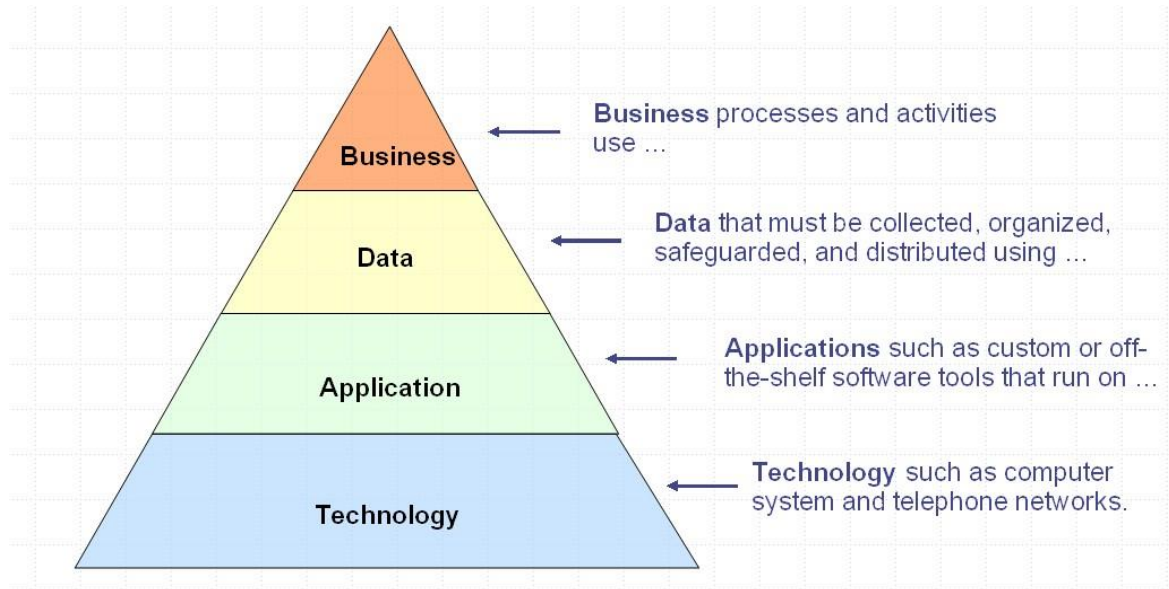 Business processes and activities
use ...
Business
Data that must be collected, organized,
safeguarded, and distributed using ...
Data
Applications such as custom or off-
the-shelf software tools that run on ...
Application
Technology such as computer
system and telephone networks.
Technology